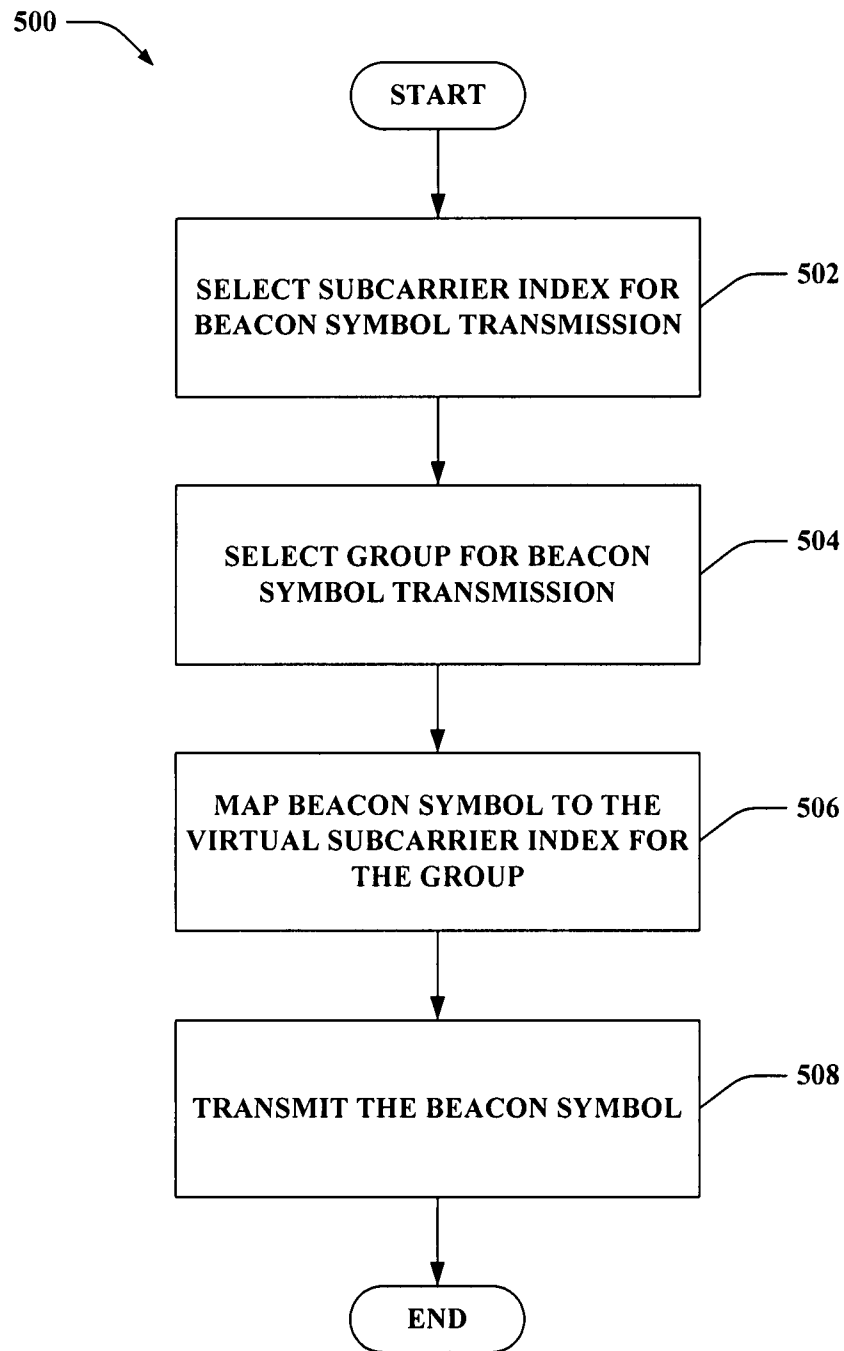 500
START
SELECT SUBCARRIER INDEX FOR
BEACON SYMBOL TRANSMISSION
502
SELECT GROUP FOR BEACON
SYMBOL TRANSMISSION
504
MAP BEACON SYMBOL TO THE
VIRTUAL SUBCARRIER INDEX FOR
THE GROUP
506
TRANSMIT THE BEACON SYMBOL
508
END